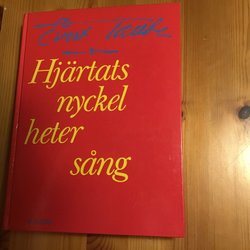 Evert Taube
Hjärtats
nyckel
heter
sång